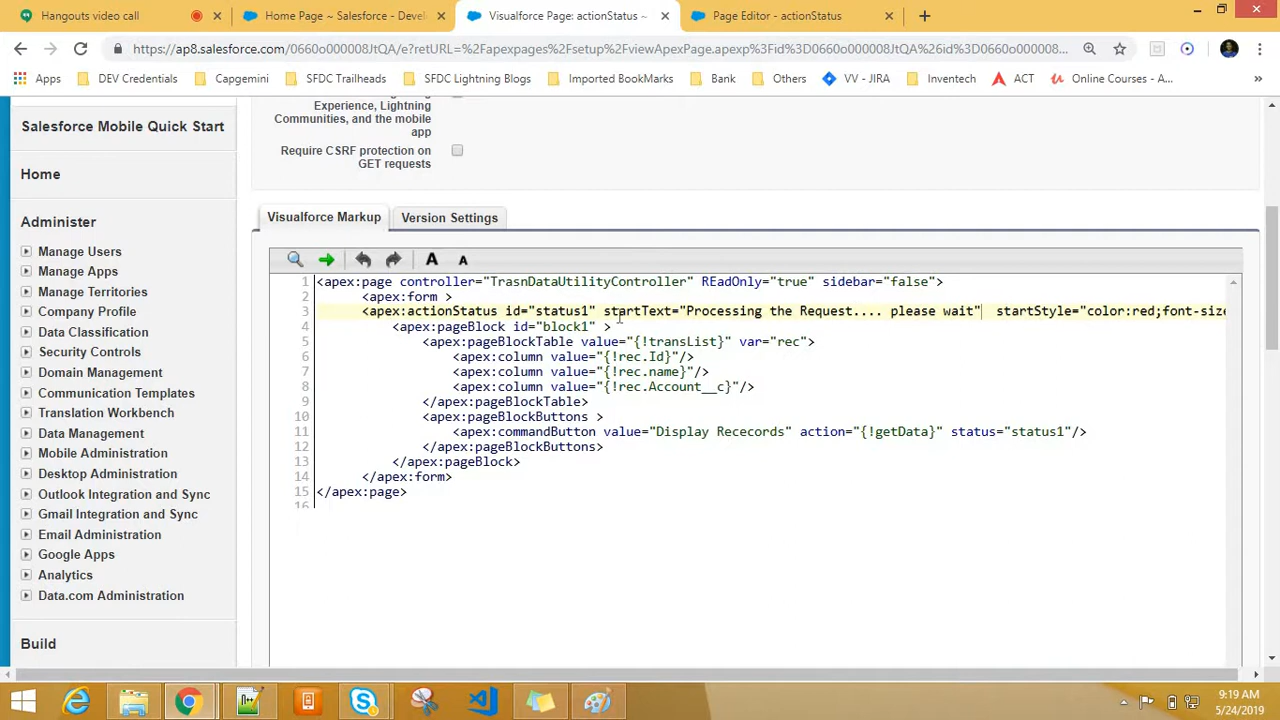 Hangouts video call
Home Page ~ Salesforce - Devel
Visualforce Page: actionStatus ~
Page Editor - actionStatus
https://ap8.salesforce.com/0660o000008JtQA/e?retURL=%2Fapexpages%2Fsetup%2FviewApexPage.apexp%3Fid%3D0660o000008JtQA%26id%3D0660o000008...
Apps
DEV Credentials
Capgemini
SFDC Trailheads
SFDC Lightning Blogs
Imported BookMarks
Bank
Others
VV - JIRA
Inventech
ACT
Online Courses - A...
»
Salesforce Mobile Quick Start
Home
Administer
Manage Users
Manage Apps
Manage Territories
Company Profile
Data Classification
Security Controls
Domain Management
Communication Templates
Translation Workbench
Data Management
Mobile Administration
Desktop Administration
Outlook Integration and Sync
Gmail Integration and Sync
Email Administration
Google Apps
Analytics
Data.com Administration
Build
Experience, Lightning
Communities, and the mobile
app
Require CSRF protection on
GET requests
Visualforce Markup
Version Settings
A A
1 <apex:page controller="TrasnDataUtilityController" REadOnly="true" sidebar="false">
2 <apex:form >
3 <apex:actionStatus id="status1" startText="Processing the Request.... please wait" startStyle="color:red;font-size
4 <apex:pageBlock id="block1" >
5 <apex:pageBlockTable value="{!transList}" var="rec">
6 <apex:column value="{!rec.Id}"/>
7 <apex:column value="{!rec.name}"/>
8 <apex:column value="{!rec.Account__c}"/>
9 </apex:pageBlockTable>
10 <apex:pageBlockButtons >
11 <apex:commandButton value="Display Rececords" action="{!getData}" status="status1"/>
12 </apex:pageBlockButtons>
13 </apex:pageBlock>
14 </apex:form>
15 </apex:page>
16
9:19 AM
5/24/2019